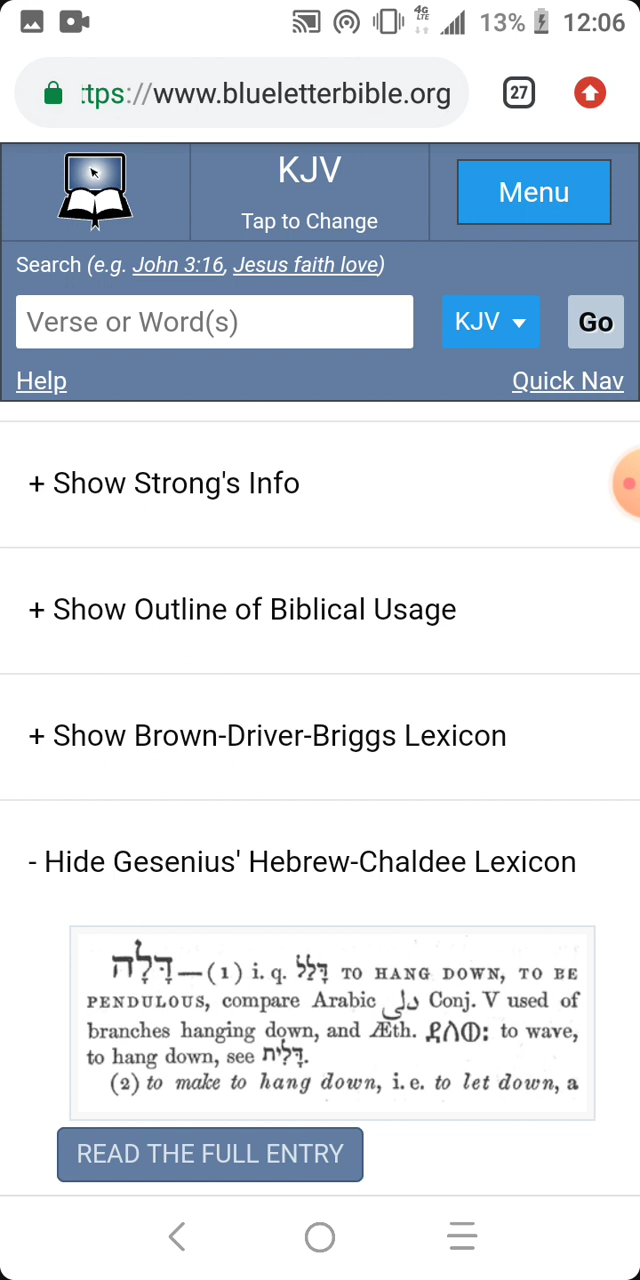 4G
LTE
13%
12:06
ttps://www.blueletterbible.org
27
KJV
Tap to Change
Menu
Search (e.g. John 3:16, Jesus faith love)
Verse or Word(s)
KJV
Go
Help
Quick Nav
+ Show Strong's Info
+ Show Outline of Biblical Usage
+ Show Brown-Driver-Briggs Lexicon
- Hide Gesenius' Hebrew-Chaldee Lexicon
דָּלָה—(1) i. q. דָּלַל TO HANG DOWN, TO BE
PENDULOUS, compare Arabic دلى Conj. V used of
branches hanging down, and Æth. to wave,
to hang down, see דָּלִית.
(2) to make to hang down, i. e. to let down, a
READ THE FULL ENTRY